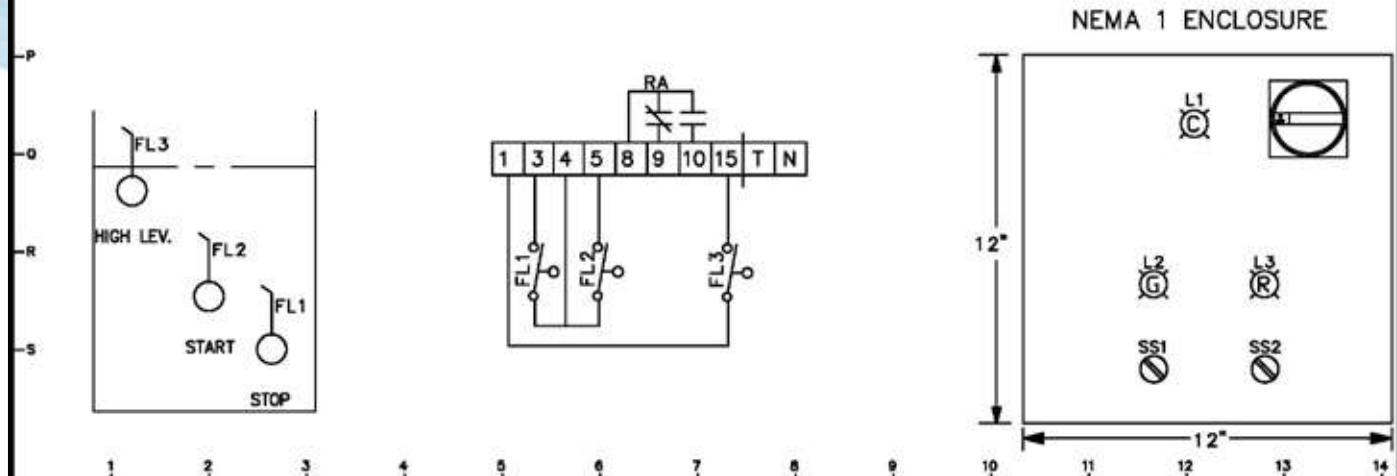 NEMA 1 ENCLOSURE
P
Q
R
S
FL3
HIGH LEV.
FL2
START
FL1
STOP
RA
1 3 4 5 8 9 10 15 T N
FL1
FL2
FL3
L1
C
12"
L2
G
L3
R
SS1
SS2
12"
1 2 3 4 5 6 7 8 9 10 11 12 13 14